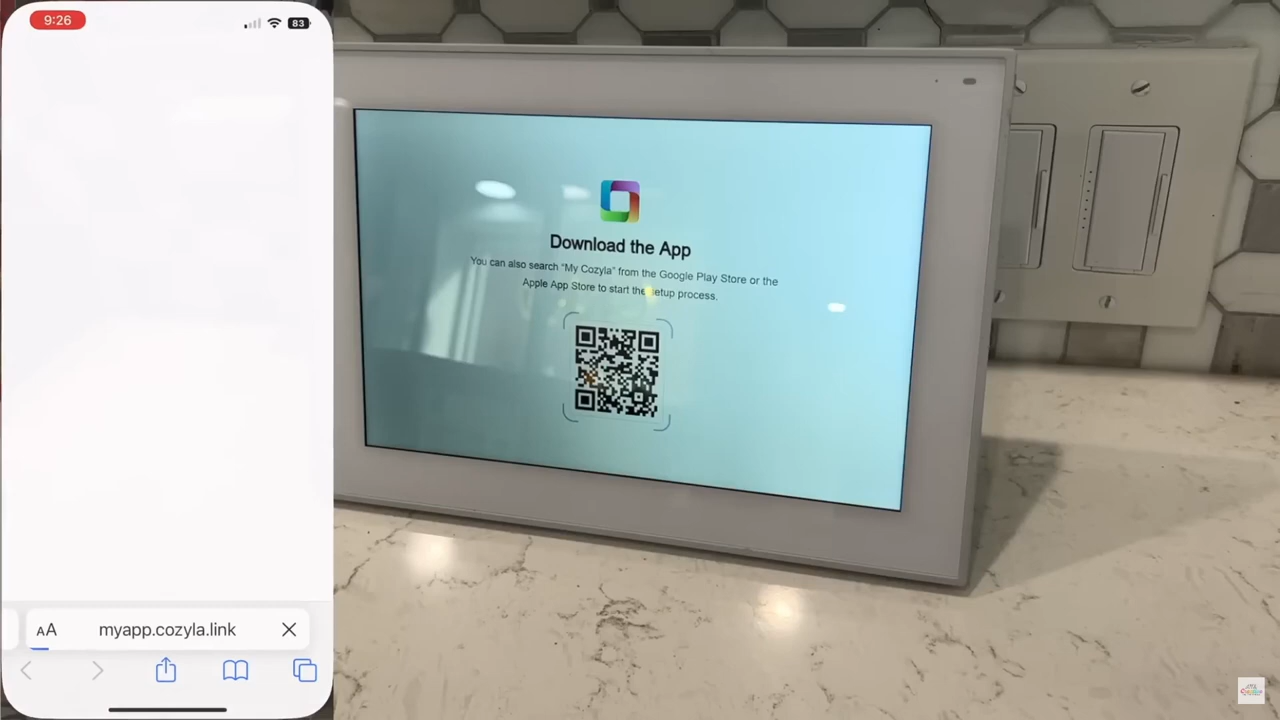 9:26
83
AA myapp.cozyla.link
Download the App
You can also search “My Cozyla” from the Google Play Store or the
Apple App Store to start the setup process.